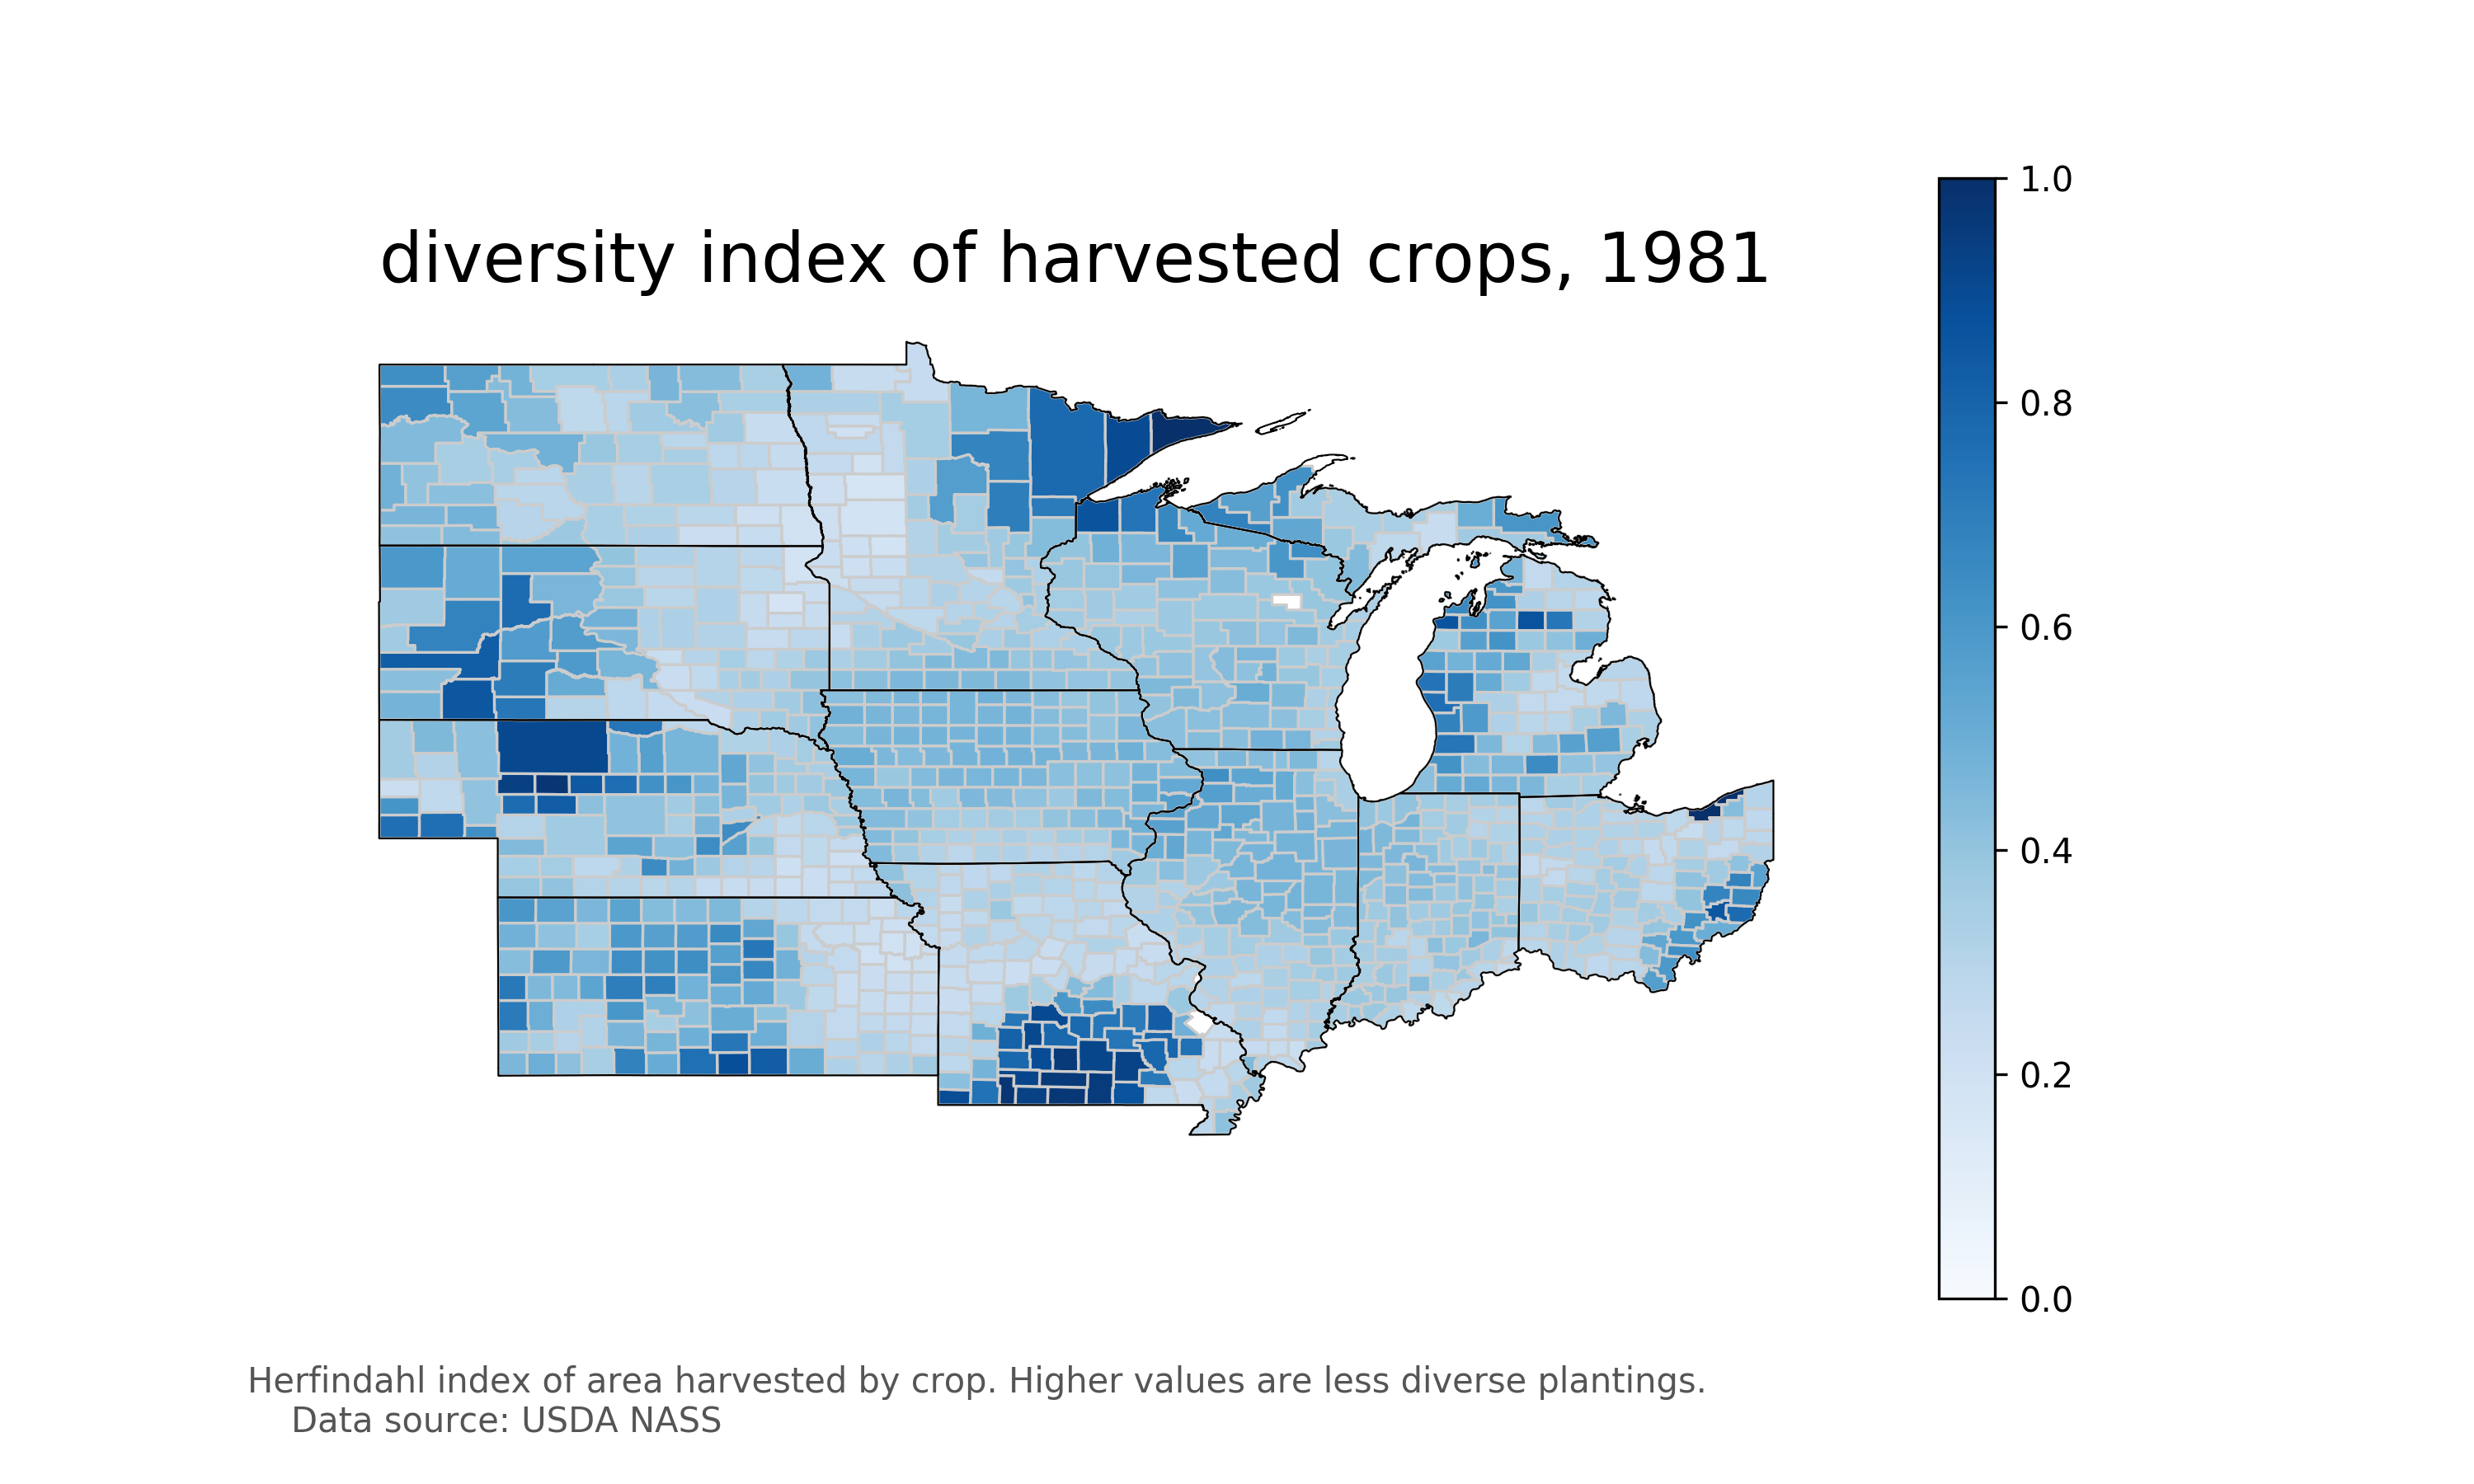 diversity index of harvested crops, 1981
1.0
0.8
0.6
0.4
0.2
0.0
Herfindahl index of area harvested by crop. Higher values are less diverse plantings.
Data source: USDA NASS